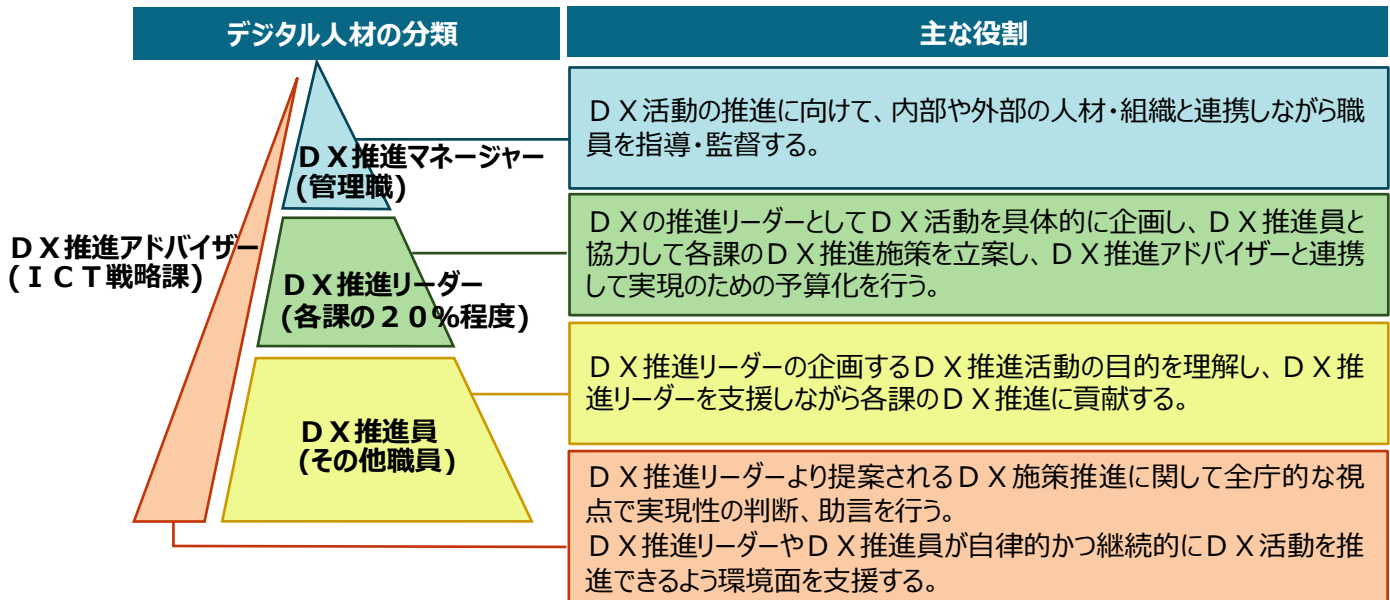 デジタル人材の分類
主な役割
ＤＸ推進マネージャー
(管理職)
ＤＸ活動の推進に向けて、内部や外部の人材・組織と連携しながら職
員を指導・監督する。
ＤＸ推進アドバイザー
(ＩＣＴ戦略課)
ＤＸ推進リーダー
(各課の２０％程度)
ＤＸの推進リーダーとしてＤＸ活動を具体的に企画し、ＤＸ推進員と
協力して各課のＤＸ推進施策を立案し、ＤＸ推進アドバイザーと連携
して実現のための予算化を行う。
ＤＸ推進員
(その他職員)
ＤＸ推進リーダーの企画するＤＸ推進活動の目的を理解し、ＤＸ推
進リーダーを支援しながら各課のＤＸ推進に貢献する。
ＤＸ推進リーダーより提案されるＤＸ施策推進に関して全庁的な視
点で実現性の判断、助言を行う。
ＤＸ推進リーダーやＤＸ推進員が自律的かつ継続的にＤＸ活動を推
進できるよう環境面を支援する。